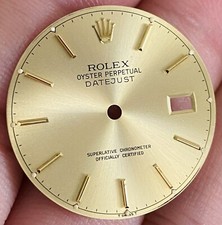 ROLEX
OYSTER PERPETUAL
DATEJUST
SUPERLATIVE CHRONOMETER
OFFICIALLY CERTIFIED